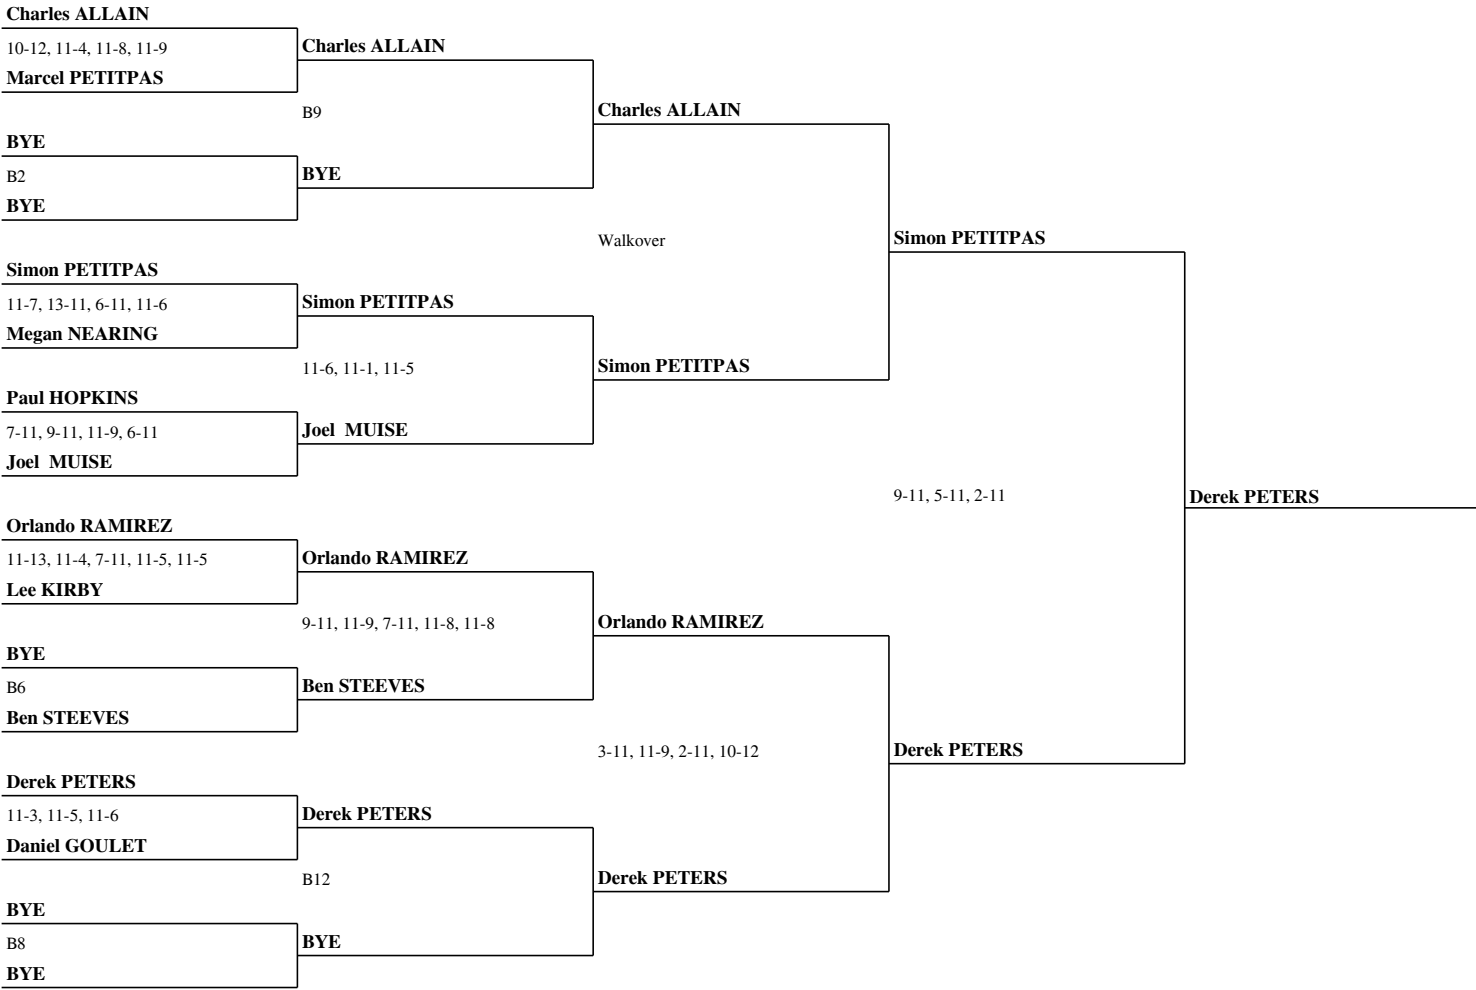 Charles ALLAIN
10-12, 11-4, 11-8, 11-9
Marcel PETITPAS
BYE
B2
BYE
Simon PETITPAS
11-7, 13-11, 6-11, 11-6
Megan NEARING
Paul HOPKINS
7-11, 9-11, 11-9, 6-11
Joel  MUISE
Orlando RAMIREZ
11-13, 11-4, 7-11, 11-5, 11-5
Lee KIRBY
BYE
B6
Ben STEEVES
Derek PETERS
11-3, 11-5, 11-6
Daniel GOULET
BYE
B8
BYE
Charles ALLAIN
B9
BYE
Simon PETITPAS
11-6, 11-1, 11-5
Joel  MUISE
Orlando RAMIREZ
9-11, 11-9, 7-11, 11-8, 11-8
Ben STEEVES
Derek PETERS
B12
BYE
Charles ALLAIN
Walkover
Simon PETITPAS
Orlando RAMIREZ
3-11, 11-9, 2-11, 10-12
Derek PETERS
Simon PETITPAS
9-11, 5-11, 2-11
Derek PETERS
Derek PETERS